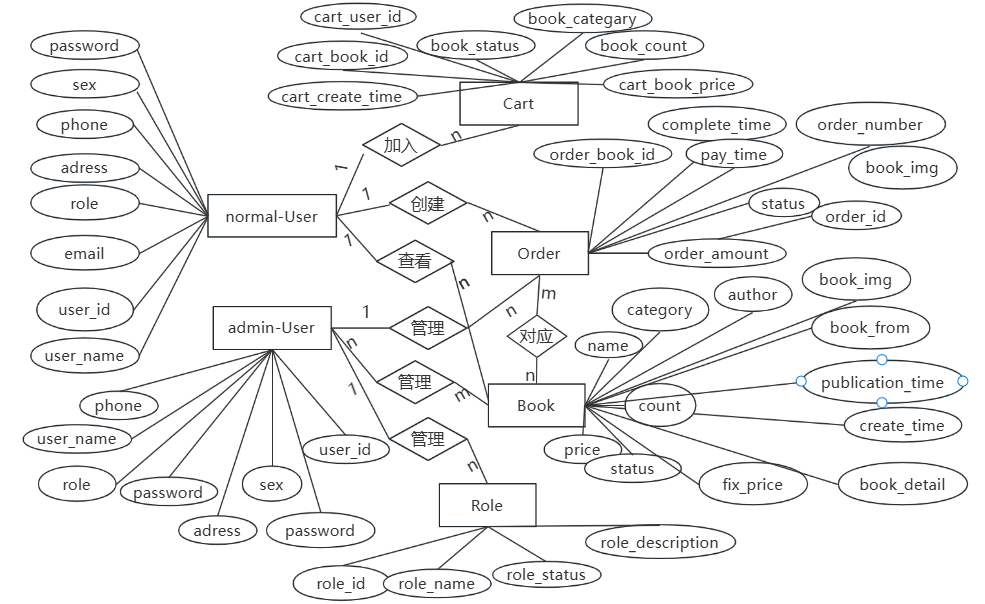 cart_user_id
book_categary
password
book_status
book_count
cart_book_id
sex
cart_book_price
cart_create_time
Cart
phone
complete_time
order_number
n
加入
order_book_id
pay_time
adress
1
book_img
role
1
创建
status
normal-User
n
order_id
1
查看
email
Order
order_amount
n
m
book_img
user_id
1
n
category
author
admin-User
管理
对应
book_from
n
name
user_name
管理
n
publication_time
1
m
phone
Book
count
create_time
user_name
管理
user_id
price
n
status
role
password
sex
fix_price
book_detail
Role
adress
password
role_description
role_id
role_name
role_status